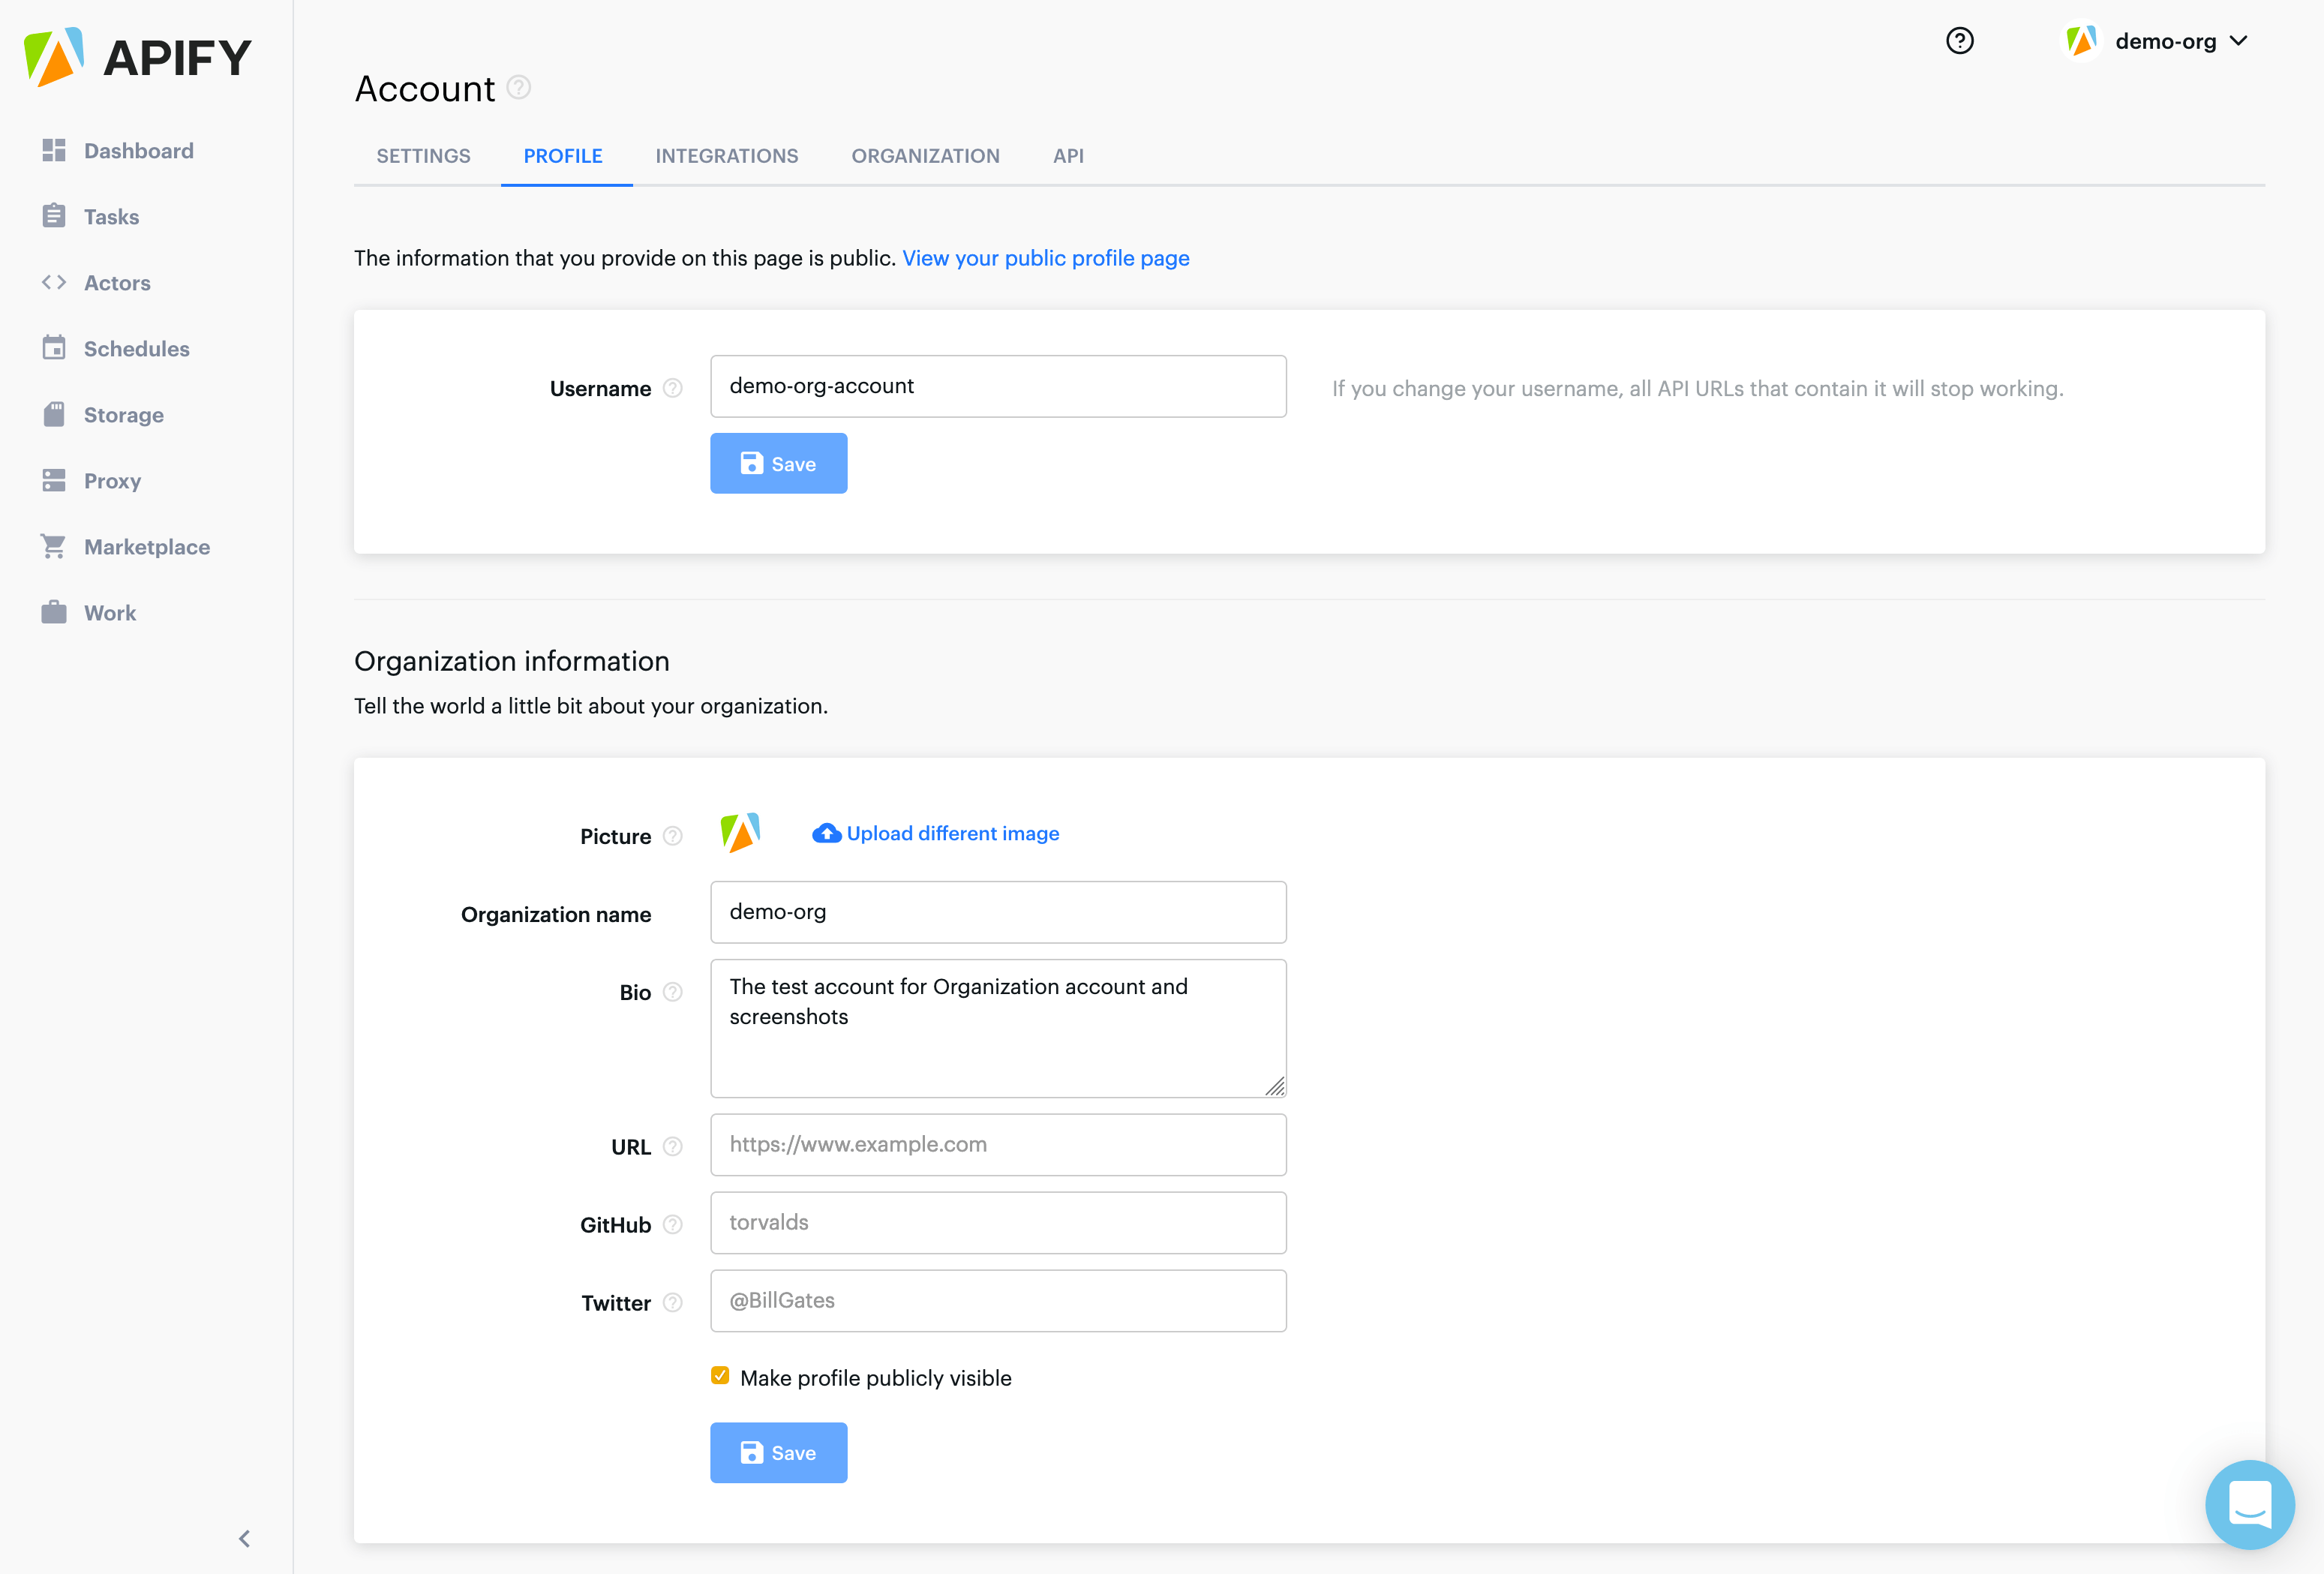 APIFY
Dashboard
Tasks
Actors
Schedules
Storage
Proxy
Marketplace
Work
demo-org
Account
SETTINGS PROFILE INTEGRATIONS ORGANIZATION API
The information that you provide on this page is public. View your public profile page
Username demo-org-account If you change your username, all API URLs that contain it will stop working.
Save
Organization information
Tell the world a little bit about your organization.
Picture Upload different image
Organization name demo-org
Bio The test account for Organization account and
screenshots
URL https://www.example.com
GitHub torvalds
Twitter @BillGates
Make profile publicly visible
Save